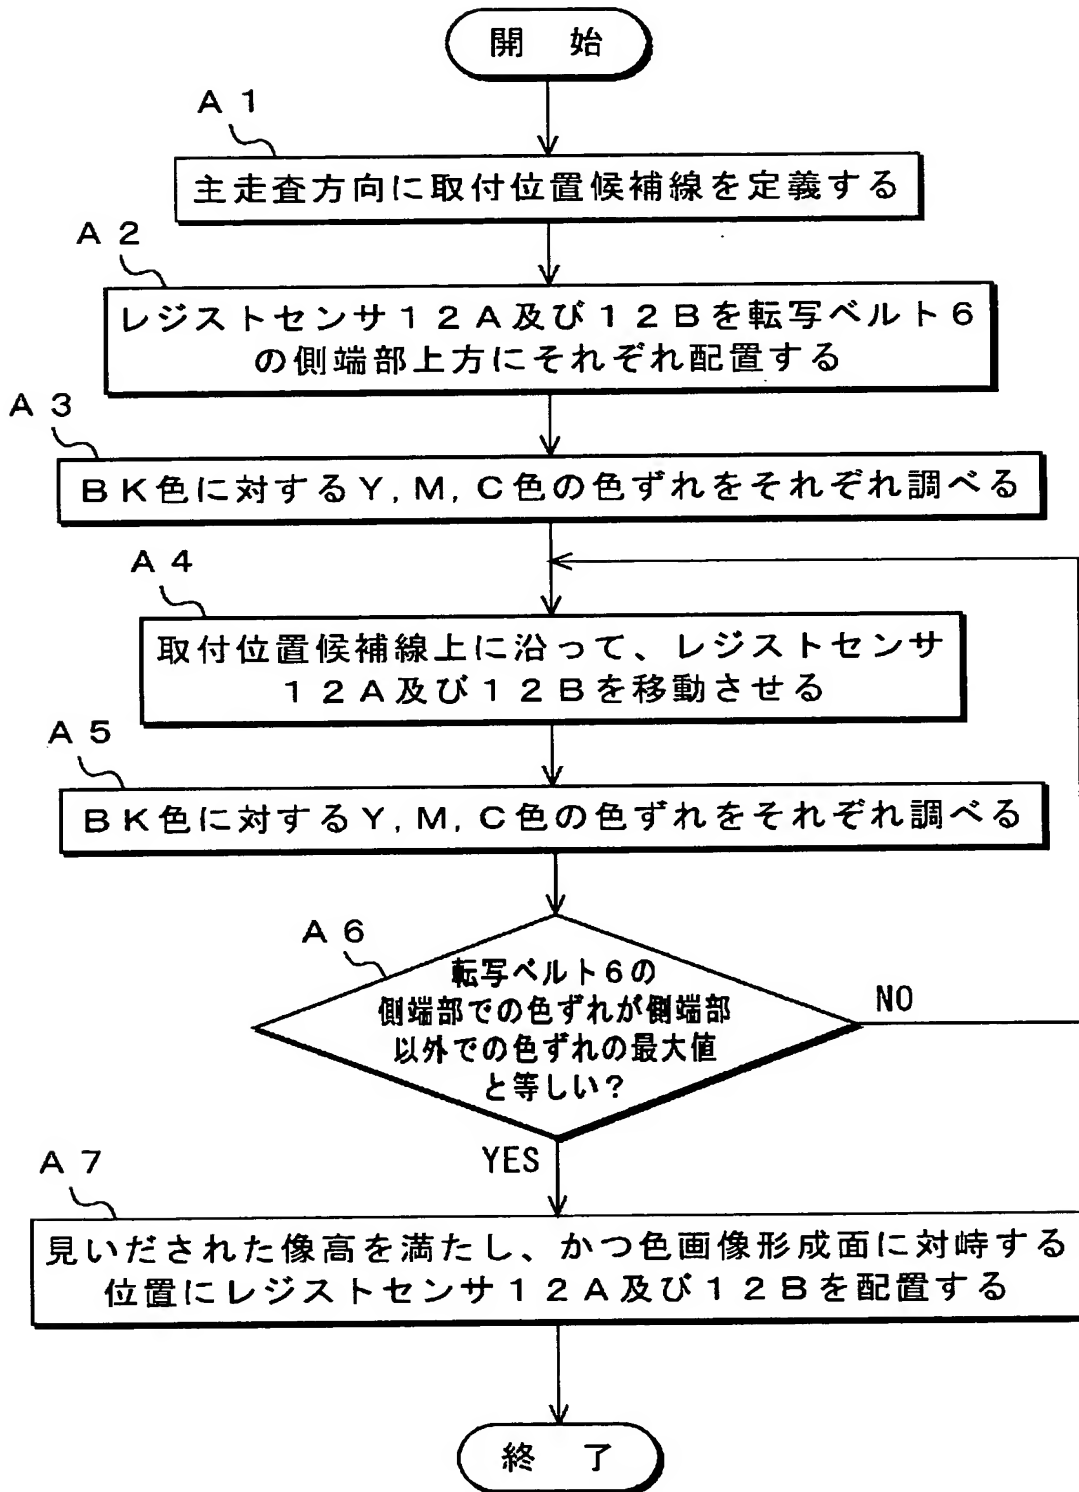 開 始
A1
主走査方向に取付位置候補線を定義する
A2
レジストセンサ12A及び12Bを転写ベルト6
の側端部上方にそれぞれ配置する
A3
BK色に対するY,M,C色の色ずれをそれぞれ調べる
A4
取付位置候補線上に沿って、レジストセンサ
12A及び12Bを移動させる
A5
BK色に対するY,M,C色の色ずれをそれぞれ調べる
A6
転写ベルト6の
側端部での色ずれが側端部
以外での色ずれの最大値
と等しい?
NO
YES
A7
見いだされた像高を満たし、かつ色画像形成面に対峙する
位置にレジストセンサ12A及び12Bを配置する
終 了